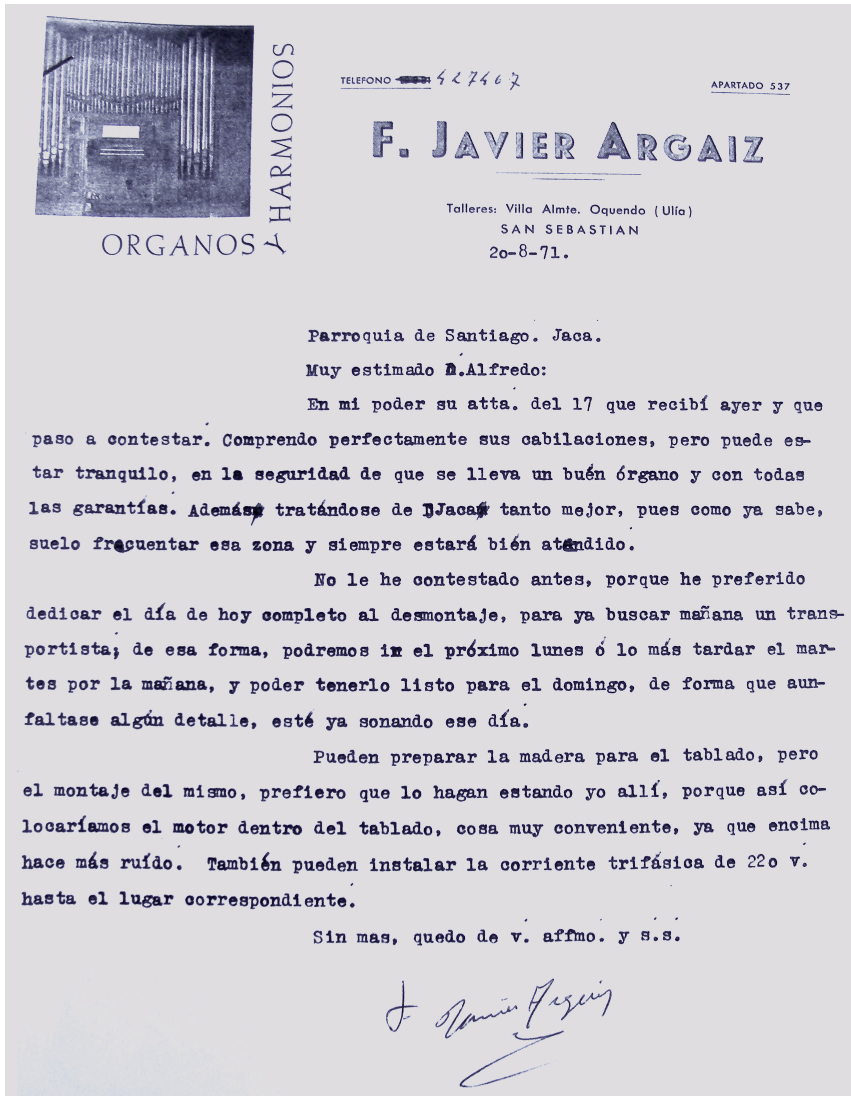 ORGANOS Y HARMONIOS
TELEFONO 427467
APARTADO 537
F. JAVIER ARGAIZ
Talleres: Villa Almte. Oquendo (Ulía)
SAN SEBASTIAN
2o-8-71.
Parroquia de Santiago. Jaca.
Muy estimado D.Alfredo:
En mi poder su atta. del 17 que recibí ayer y que
paso a contestar. Comprendo perfectamente sus cabilaciones, pero puede es-
tar tranquilo, en la seguridad de que se lleva un buén órgano y con todas
las garantías. Además tratándose de Jaca tanto mejor, pues como ya sabe,
suelo frecuentar esa zona y siempre estará bién atendido.
No le he contestado antes, porque he preferido
dedicar el día de hoy completo al desmontaje, para ya buscar mañana un trans-
portista; de esa forma, podremos ir el próximo lunes ó lo más tardar el mar-
tes por la mañana, y poder tenerlo listo para el domingo, de forma que aun-
faltase algún detalle, esté ya sonando ese día.
Pueden preparar la madera para el tablado, pero
el montaje del mismo, prefiero que lo hagan estando yo allí, porque así co-
locaríamos el motor dentro del tablado, cosa muy conveniente, ya que encima
hace más ruído. También pueden instalar la corriente trifásica de 22o v.
hasta el lugar correspondiente.
Sin mas, quedo de v. affmo. y s.s.
F. Javier Argaiz